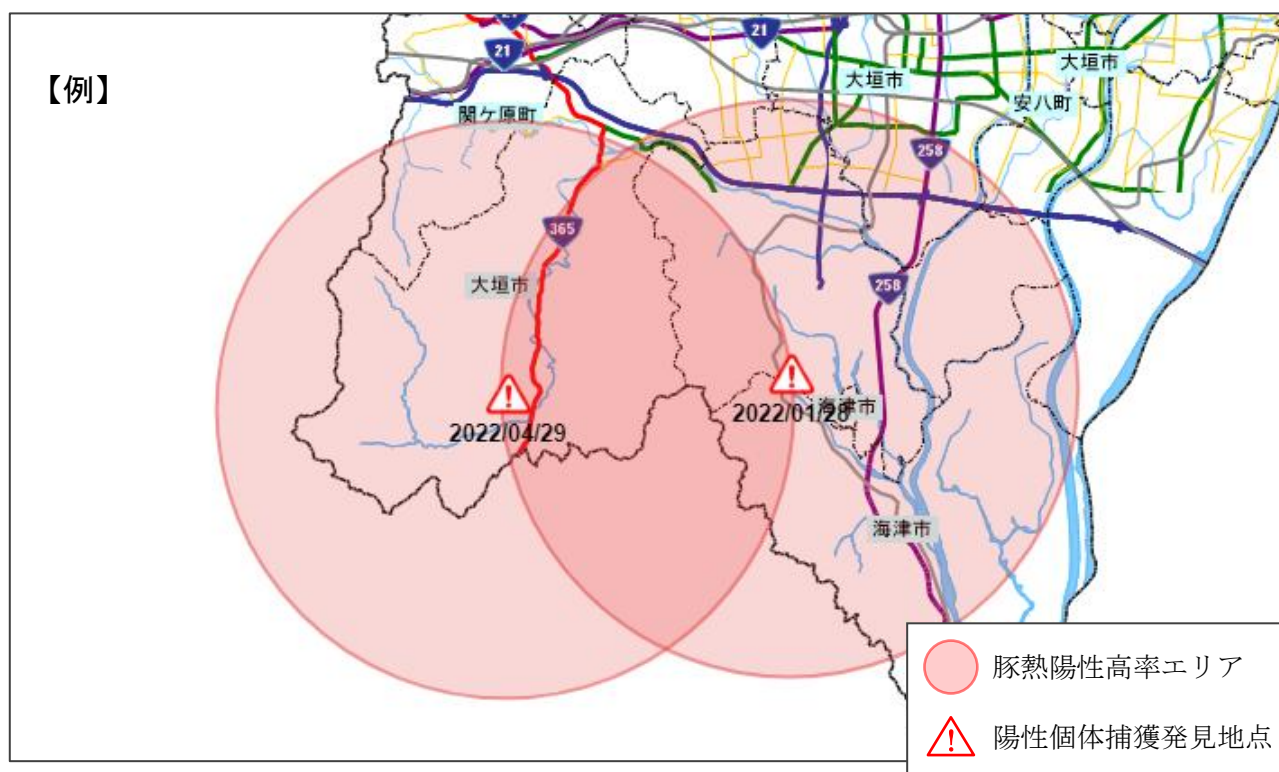 21
21
21
【例】
大垣市
大垣市
関ケ原町
安八町
258
365
大垣市
258
2022/04/29
2022/01/28
海津市
海津市
豚熱陽性高率エリア
陽性個体捕獲発見地点